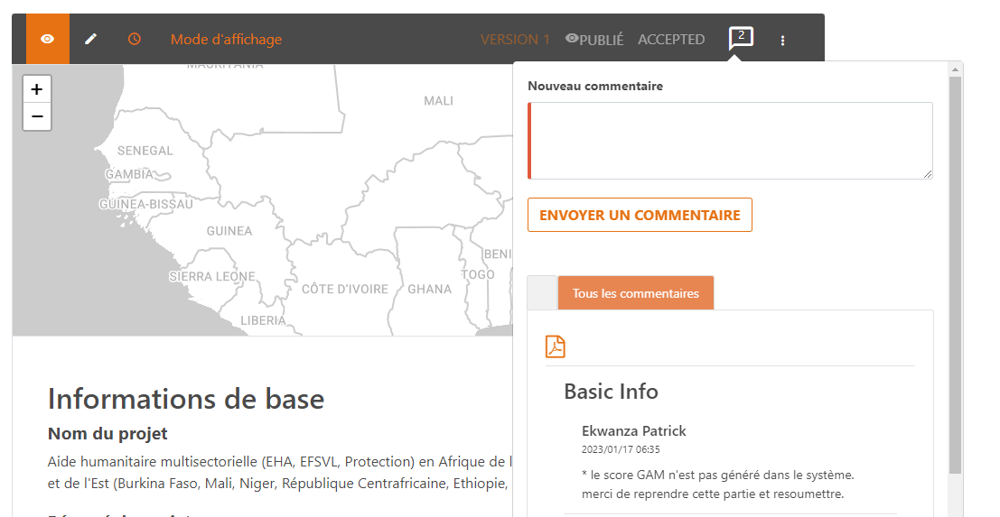 Mode d'affichage
VERSION 1
PUBLIÉ
ACCEPTED
2
+
−
MALI
SENEGAL
GAMBIA
GUINEA-BISSAU
GUINEA
SIERRA LEONE
CÔTE D'IVOIRE
GHANA
TOGO
BENI
LIBERIA
Nouveau commentaire
ENVOYER UN COMMENTAIRE
Tous les commentaires
Informations de base
Nom du projet
Aide humanitaire multisectorielle (EHA, EFSVL, Protection) en Afrique de l
et de l'Est (Burkina Faso, Mali, Niger, République Centrafricaine, Ethiopie,
Basic Info
Ekwanza Patrick
2023/01/17 06:35
* le score GAM n'est pas généré dans le système.
merci de reprendre cette partie et resoumettre.